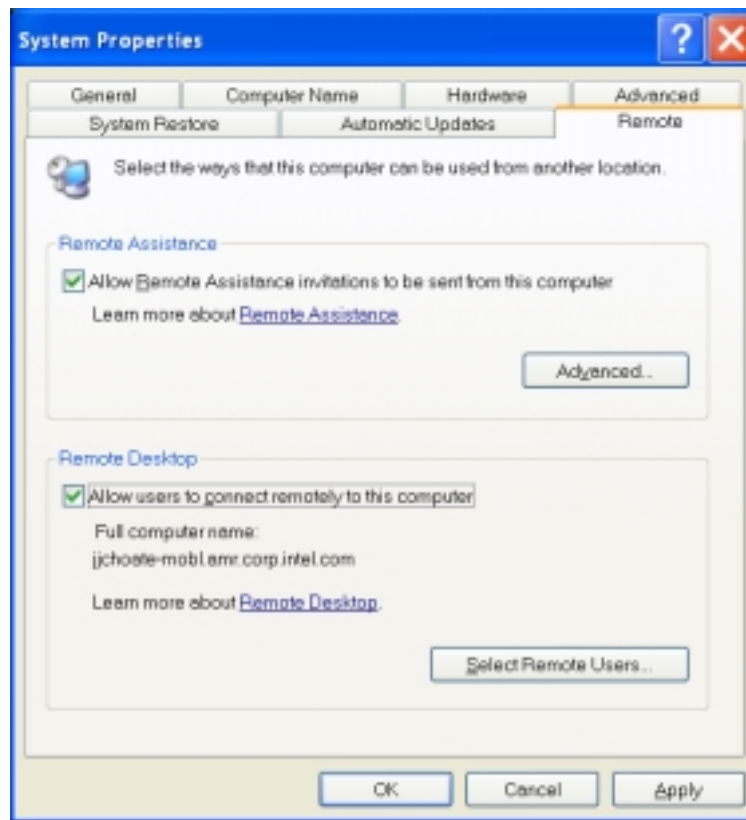 System Properties
?
General Computer Name Hardware Advanced
System Restore Automatic Updates Remote
Select the ways that this computer can be used from another location.
Remote Assistance
Allow Remote Assistance invitations to be sent from this computer
Learn more about Remote Assistance.
Advanced...
Remote Desktop
Allow users to connect remotely to this computer
Full computer name:
jjchoate-mobl.amr.corp.intel.com
Learn more about Remote Desktop.
Select Remote Users...
OK Cancel Apply